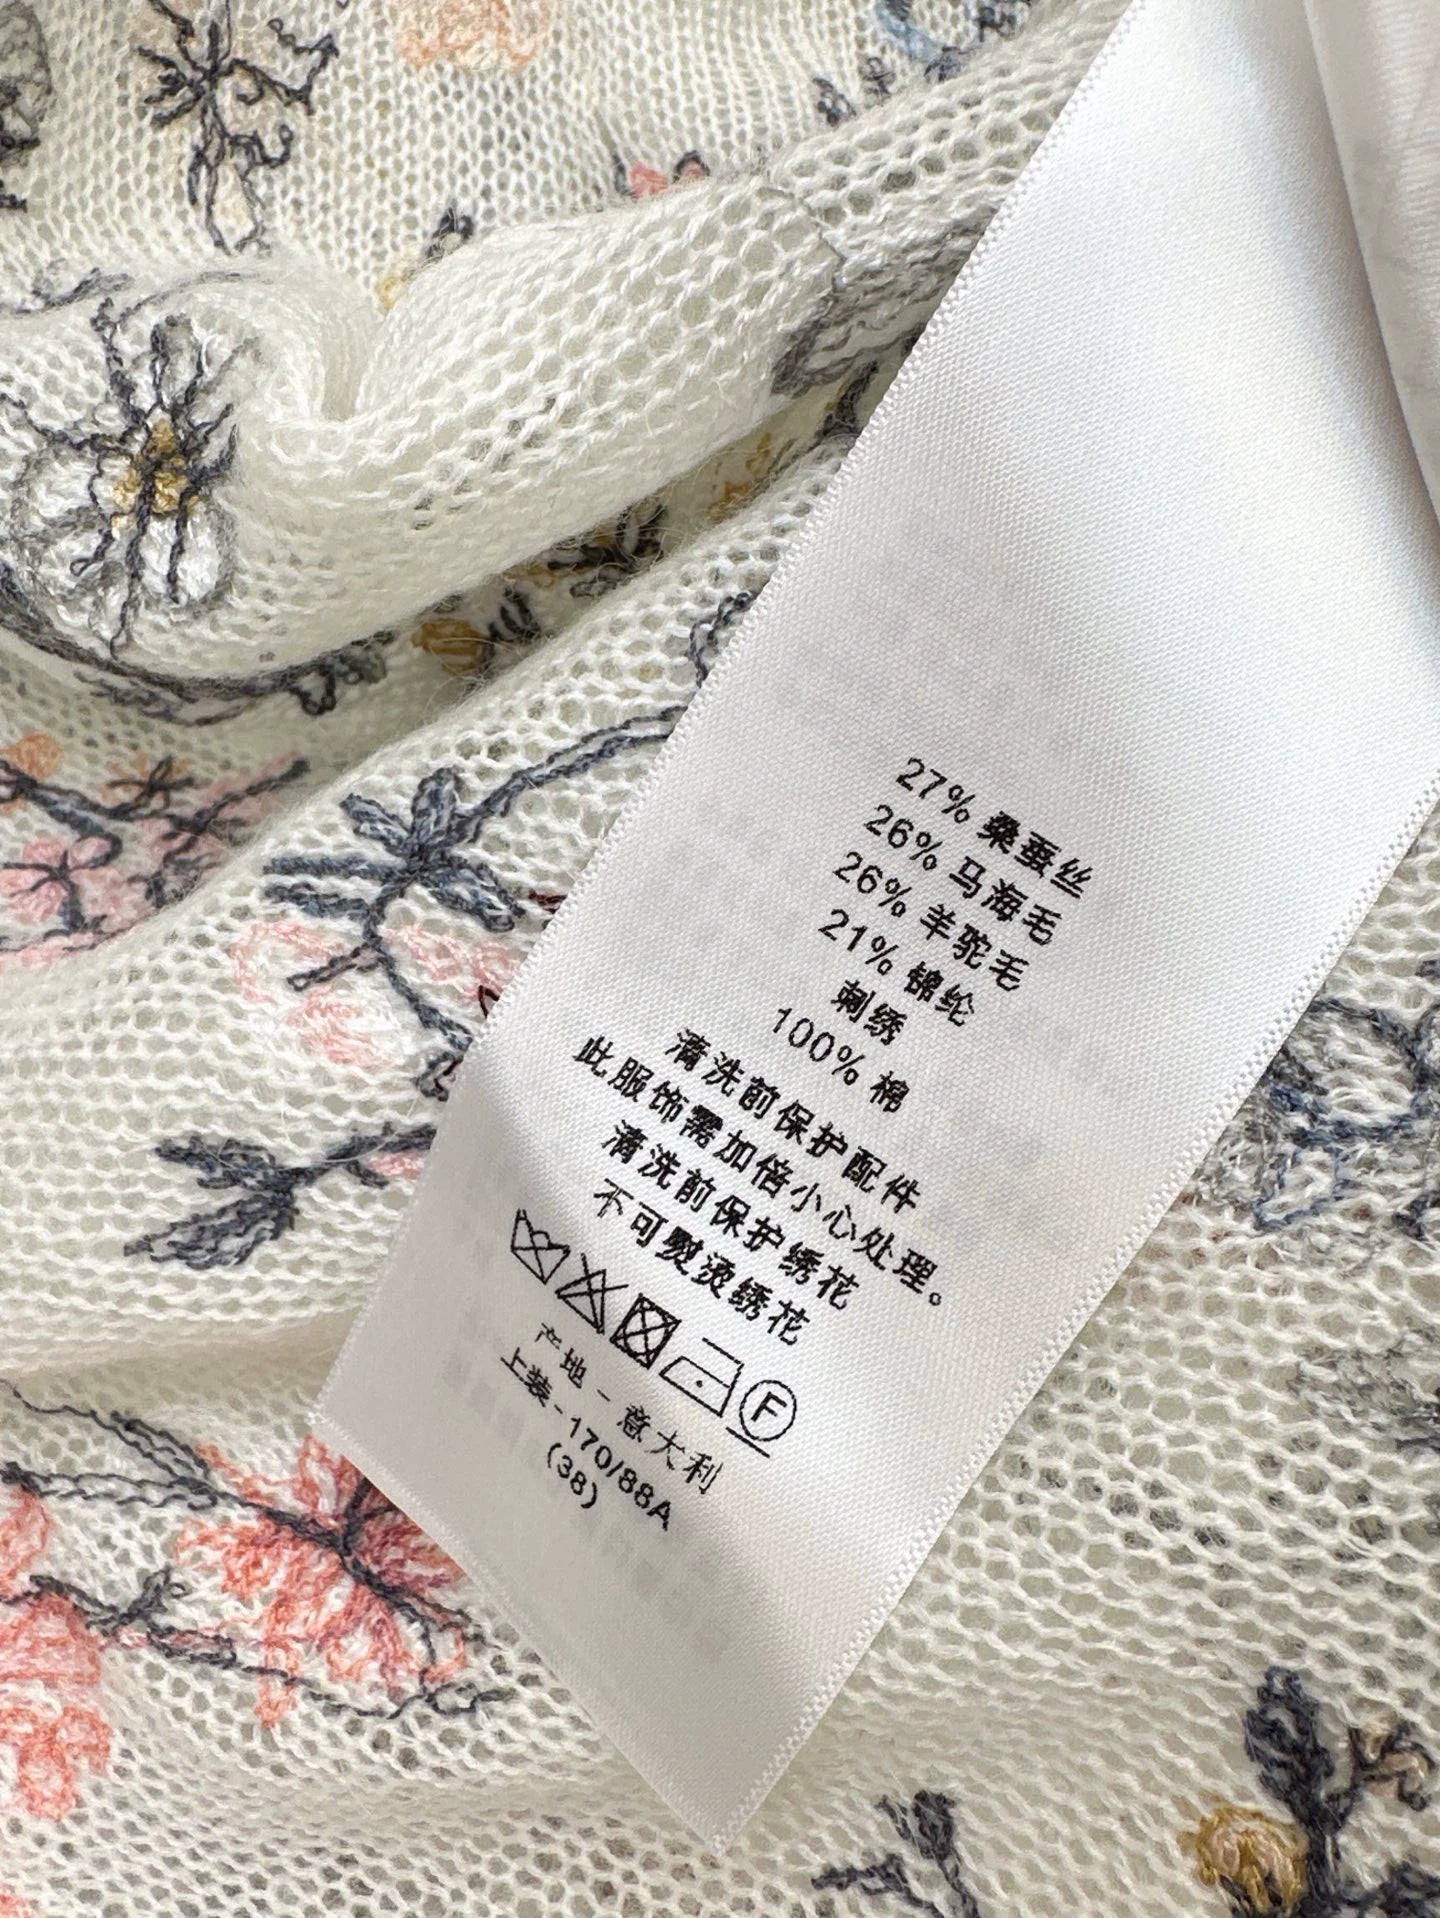 27% 桑蚕丝
26% 马海毛
26% 羊驼毛
21% 锦纶
刺绣
100% 棉
清洗前保护配件
此服饰需加倍小心处理。
清洗前保护绣花
不可熨烫绣花
F
产地 - 意大利
上装 - 170/88A
(38)